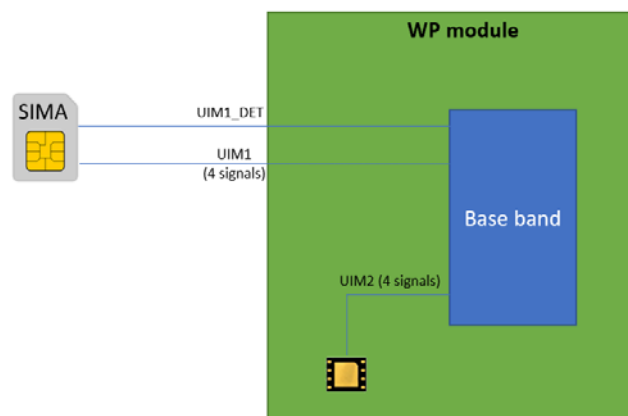 WP module
SIMA
UIM1_DET
UIM1
(4 signals)
Base band
UIM2 (4 signals)